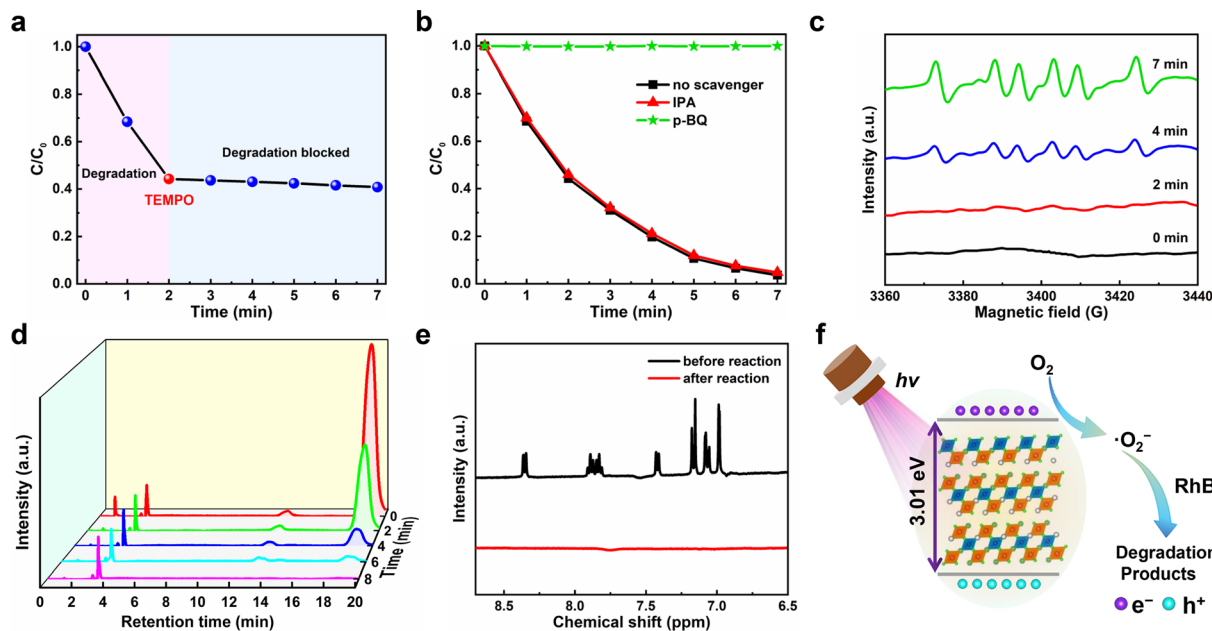 a
1.0
0.8
0.6
0.4
0.2
0.0
C/C0
Degradation
TEMPO
Degradation blocked
0 1 2 3 4 5 6 7
Time (min)
b
1.0
0.8
0.6
0.4
0.2
0.0
C/C0
no scavenger
IPA
p-BQ
0 1 2 3 4 5 6 7
Time (min)
c
Intensity (a.u.)
7 min
4 min
2 min
0 min
3360 3380 3400 3420 3440
Magnetic field (G)
d
Intensity (a.u.)
0
2
4
6
8
Time (min)
0 2 4 6 8 10 12 14 16 18 20
Retention time (min)
e
Intensity (a.u.)
before reaction
after reaction
8.5 8.0 7.5 7.0 6.5
Chemical shift (ppm)
f
hv
O2
·O2−
RhB
3.01 eV
Degradation
Products
e− h+